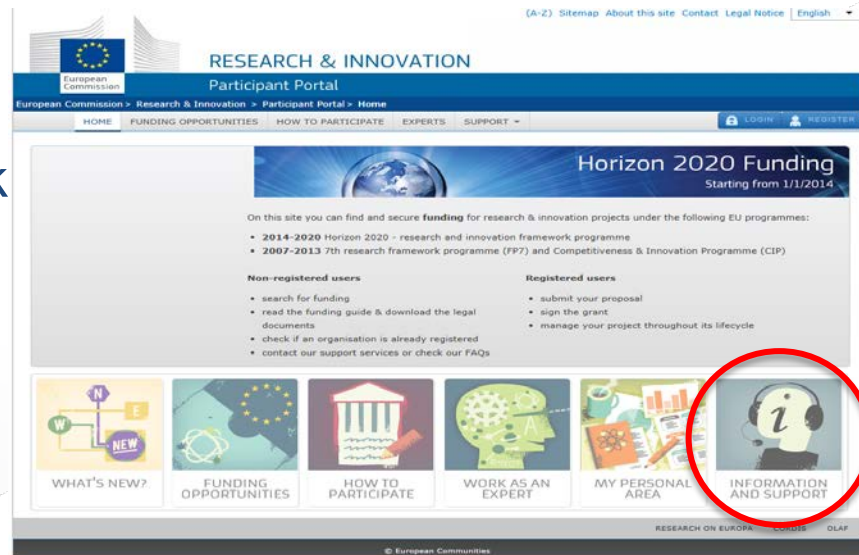 (A-Z) Sitemap About this site Contact Legal Notice English
European
Commission
RESEARCH & INNOVATION
Participant Portal
European Commission > Research & Innovation > Participant Portal > Home
HOME FUNDING OPPORTUNITIES HOW TO PARTICIPATE EXPERTS SUPPORT LOGIN REGISTER
K
Horizon 2020 Funding
Starting from 1/1/2014
On this site you can find and secure funding for research & innovation projects under the following EU programmes:
• 2014-2020 Horizon 2020 - research and innovation framework programme
• 2007-2013 7th research framework programme (FP7) and Competitiveness & Innovation Programme (CIP)
Non-registered users
• search for funding
• read the funding guide & download the legal
documents
• check if an organisation is already registered
• contact our support services or check our FAQs
Registered users
• submit your proposal
• sign the grant
• manage your project throughout its lifecycle
N
E
W
NEW
i
WHAT'S NEW?
FUNDING
OPPORTUNITIES
HOW TO
PARTICIPATE
WORK AS AN
EXPERT
MY PERSONAL
AREA
INFORMATION
AND SUPPORT
RESEARCH ON EUROPA CORDIS OLAF
© European Communities